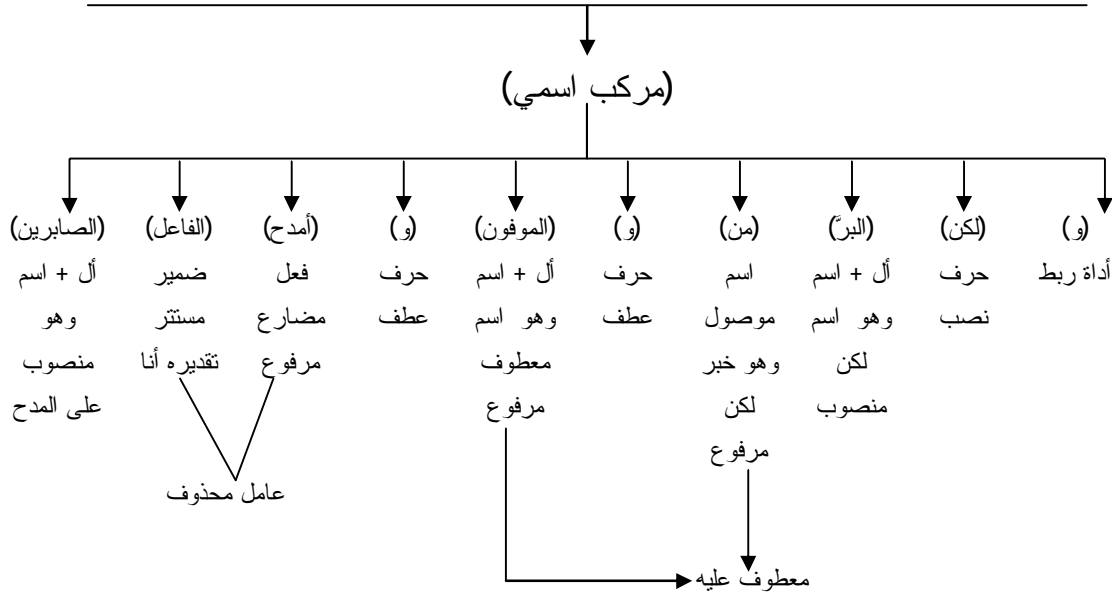 (مركب اسمي)
(و) (لكن) (البرَّ) (من) (و) (الموفون) (و) (أمدح) (الفاعل) (الصابرين)
أداة ربط حرف أل + اسم اسم حرف أل + اسم حرف فعل ضمير أل + اسم
نصب وهو اسم موصول عطف وهو اسم عطف مضارع مستتر وهو
لكن وهو خبر معطوف مرفوع تقديره أنا منصوب
منصوب لكن مرفوع على المدح
مرفوع
عامل محذوف
معطوف عليه